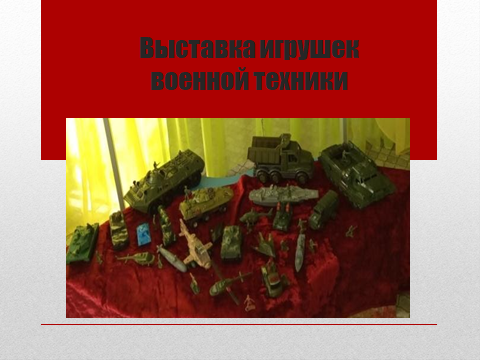 Выставка игрушек
военной техники